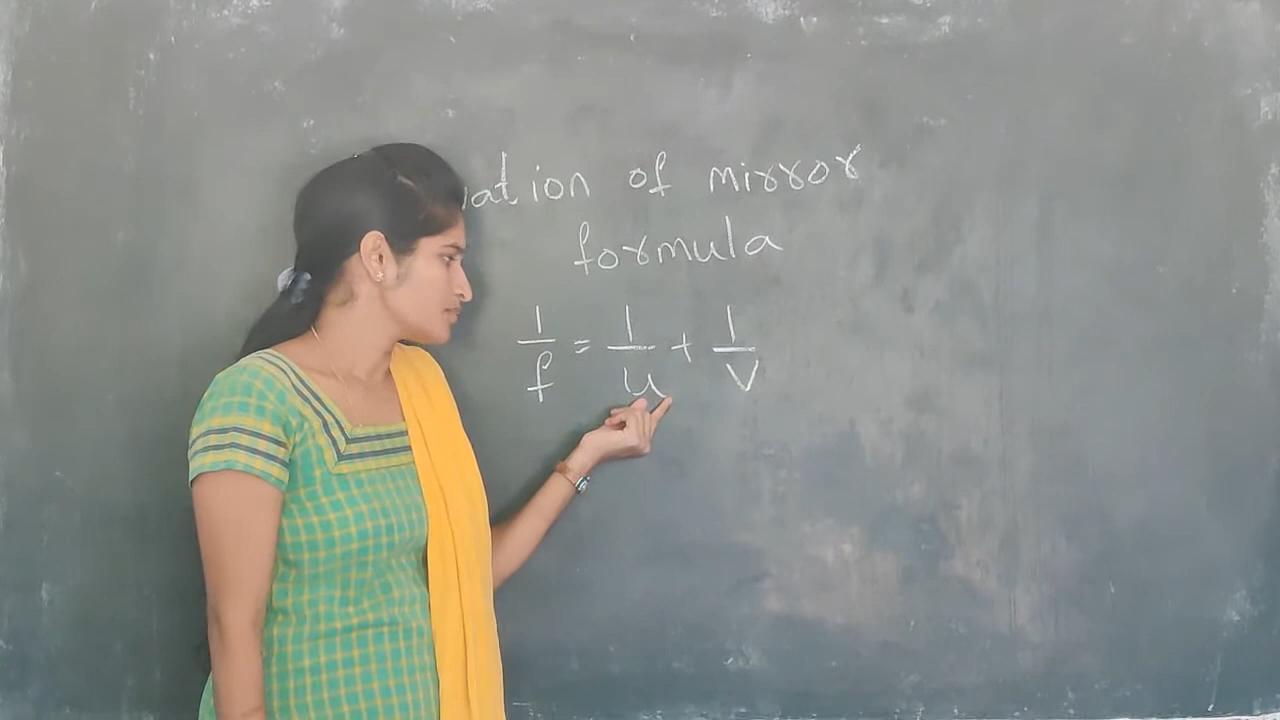 ation of mirror
formula
1/f = 1/u + 1/v